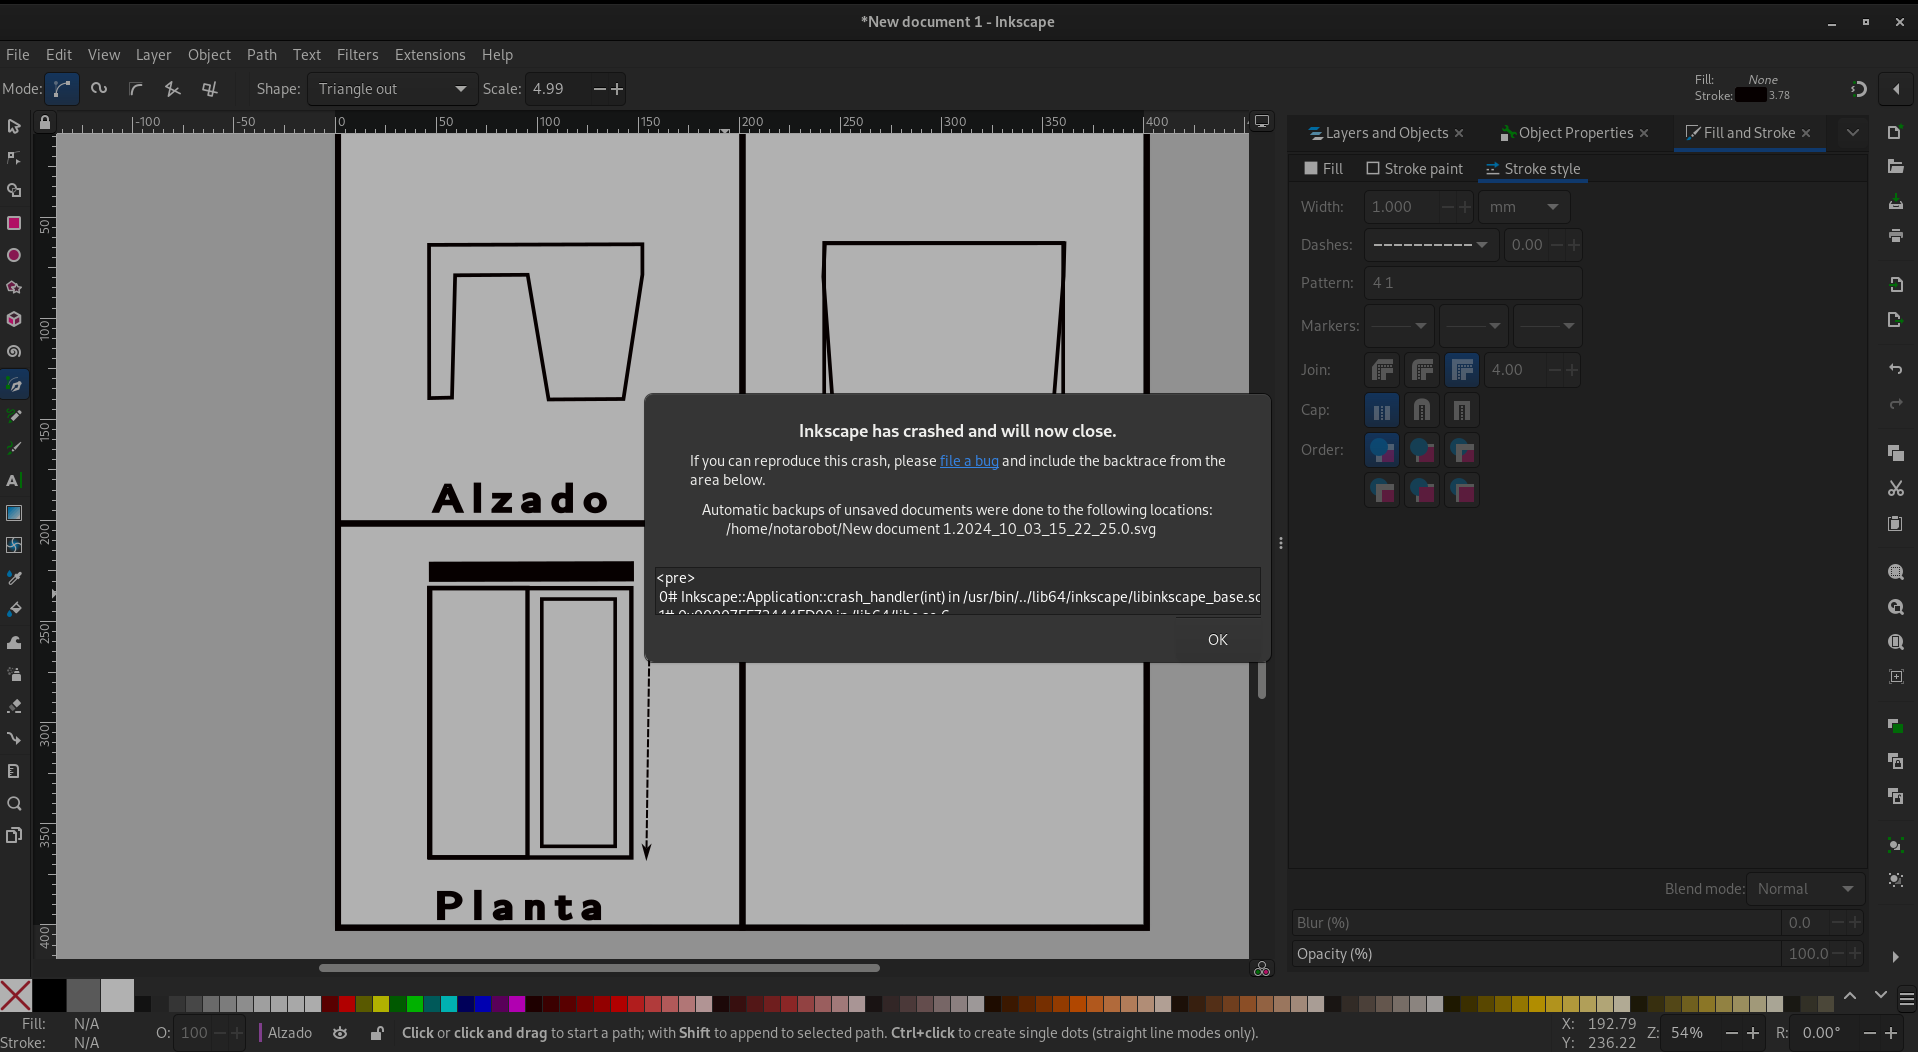 *New document 1 - Inkscape
File Edit View Layer Object Path Text Filters Extensions Help
Mode: Shape: Triangle out Scale: 4.99
Fill: None
Stroke: 3.78
-100 -50 0 50 100 150 200 250 300 350 400
50
100
150
200
250
300
350
400
Alzado
Planta
Inkscape has crashed and will now close.
If you can reproduce this crash, please file a bug and include the backtrace from the
area below.
Automatic backups of unsaved documents were done to the following locations:
/home/notarobot/New document 1.2024_10_03_15_22_25.0.svg
<pre>
0# Inkscape::Application::crash_handler(int) in /usr/bin/../lib64/inkscape/libinkscape_base.so
OK
Layers and Objects Object Properties Fill and Stroke
Fill Stroke paint Stroke style
Width: 1.000 mm
Dashes: 0.00
Pattern: 4 1
Markers:
Join: 4.00
Cap:
Order:
Blend mode: Normal
Blur (%) 0.0
Opacity (%) 100.0
Fill: N/A
Stroke: N/A
O: 100
Alzado
Click or click and drag to start a path; with Shift to append to selected path. Ctrl+click to create single dots (straight line modes only).
X: 192.79
Y: 236.22
Z: 54%
R: 0.00°